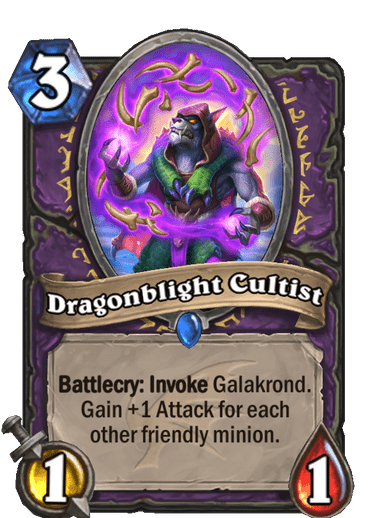 3
Dragonblight Cultist
Battlecry: Invoke Galakrond.
Gain +1 Attack for each
other friendly minion.
1
1